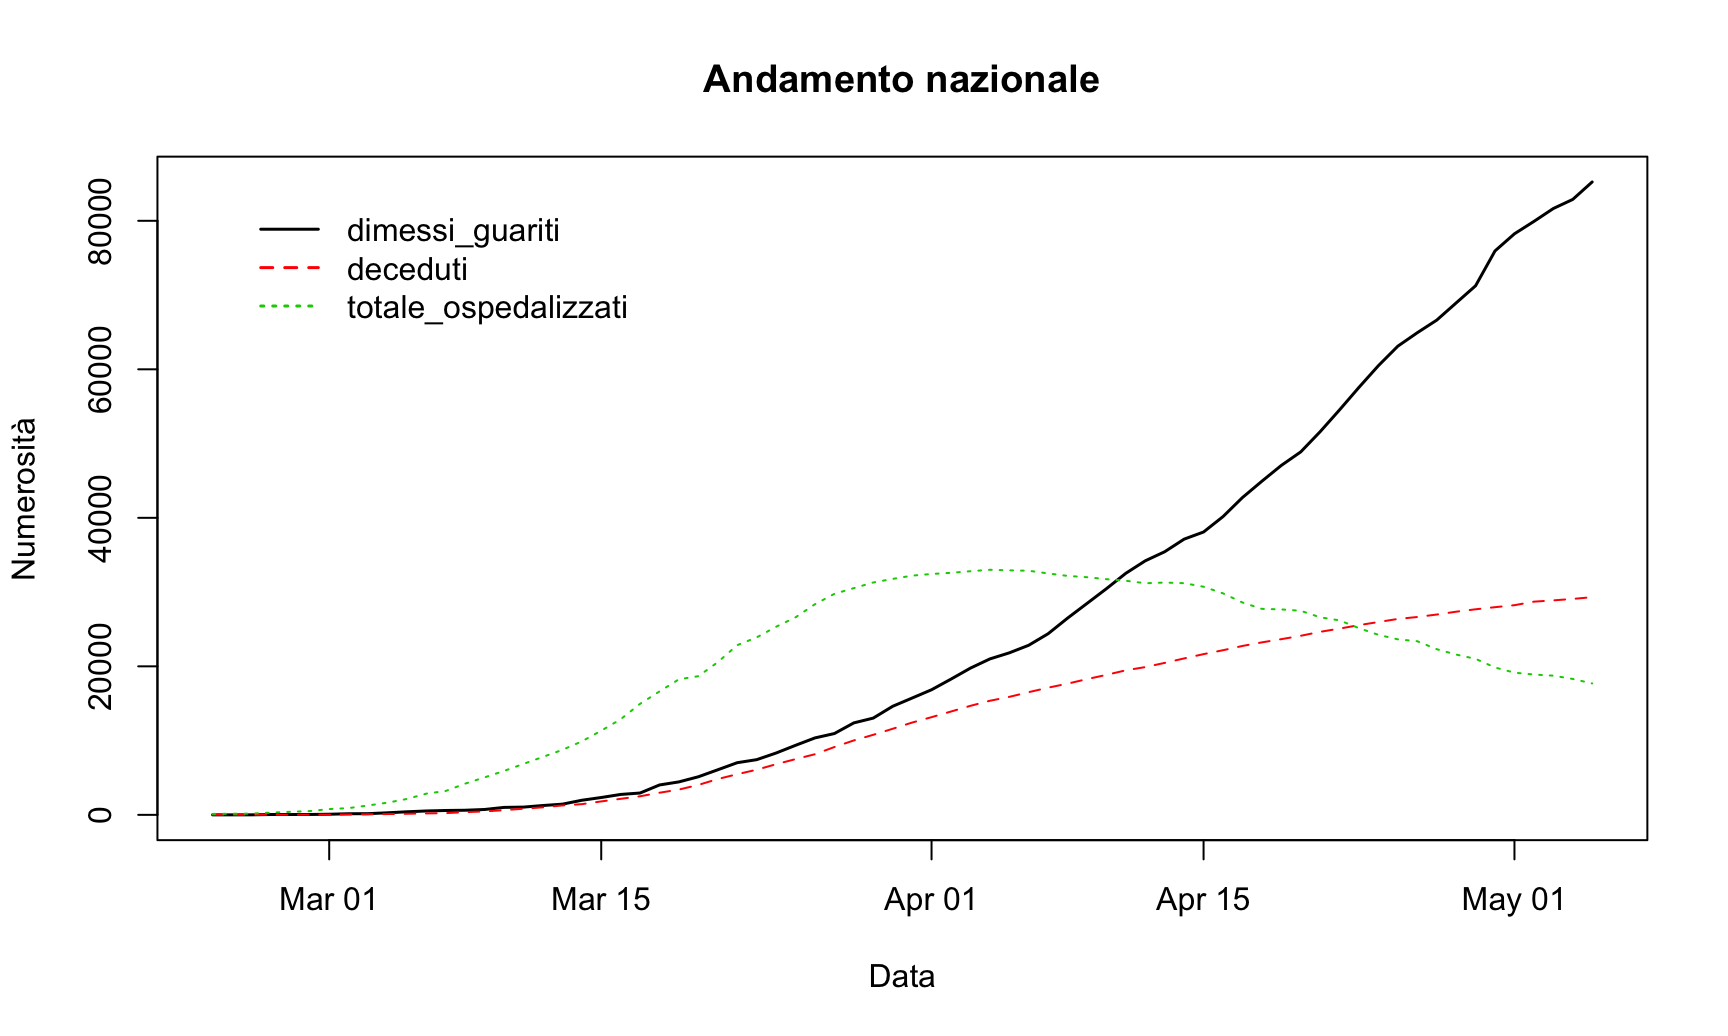 Andamento nazionale
dimessi_guariti
deceduti
totale_ospedalizzati
Numerosità
80000
60000
40000
20000
0
Mar 01
Mar 15
Apr 01
Apr 15
May 01
Data